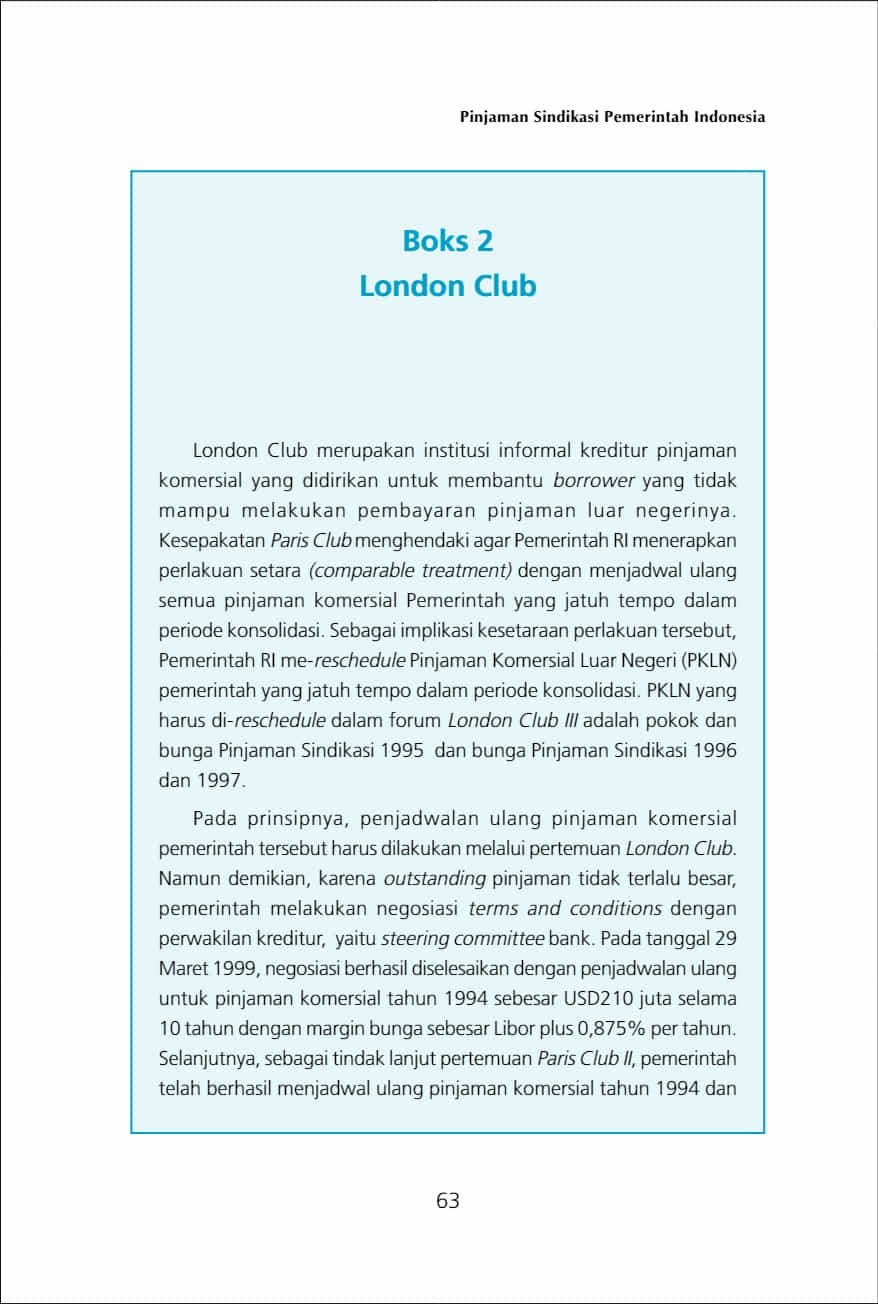 Pinjaman Sindikasi Pemerintah Indonesia
Boks 2
London Club
London Club merupakan institusi informal kreditur pinjaman
komersial yang didirikan untuk membantu borrower yang tidak
mampu melakukan pembayaran pinjaman luar negerinya.
Kesepakatan Paris Club menghendaki agar Pemerintah RI menerapkan
perlakuan setara (comparable treatment) dengan menjadwal ulang
semua pinjaman komersial Pemerintah yang jatuh tempo dalam
periode konsolidasi. Sebagai implikasi kesetaraan perlakuan tersebut,
Pemerintah RI me-reschedule Pinjaman Komersial Luar Negeri (PKLN)
pemerintah yang jatuh tempo dalam periode konsolidasi. PKLN yang
harus di-reschedule dalam forum London Club III adalah pokok dan
bunga Pinjaman Sindikasi 1995 dan bunga Pinjaman Sindikasi 1996
dan 1997.
Pada prinsipnya, penjadwalan ulang pinjaman komersial
pemerintah tersebut harus dilakukan melalui pertemuan London Club.
Namun demikian, karena outstanding pinjaman tidak terlalu besar,
pemerintah melakukan negosiasi terms and conditions dengan
perwakilan kreditur, yaitu steering committee bank. Pada tanggal 29
Maret 1999, negosiasi berhasil diselesaikan dengan penjadwalan ulang
untuk pinjaman komersial tahun 1994 sebesar USD210 juta selama
10 tahun dengan margin bunga sebesar Libor plus 0,875% per tahun.
Selanjutnya, sebagai tindak lanjut pertemuan Paris Club II, pemerintah
telah berhasil menjadwal ulang pinjaman komersial tahun 1994 dan
63